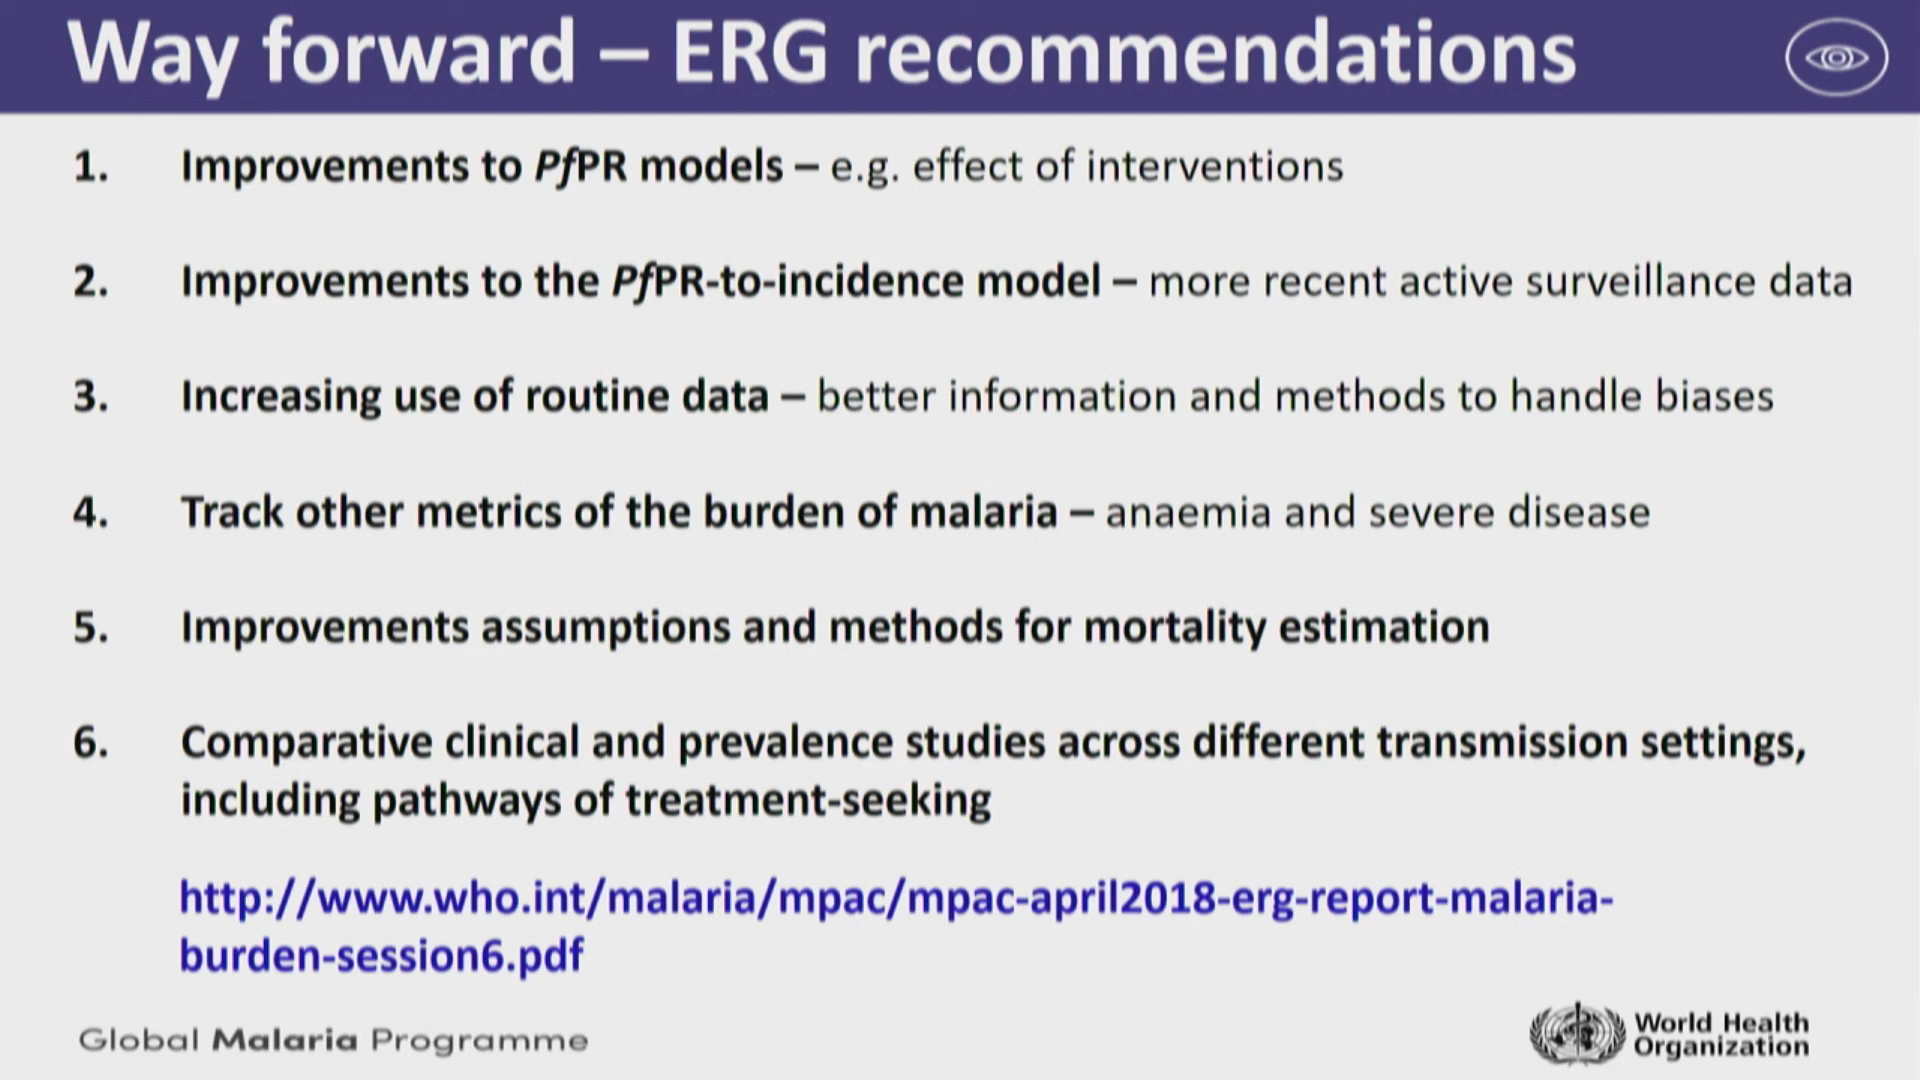 Way forward – ERG recommendations
1. Improvements to PfPR models – e.g. effect of interventions
2. Improvements to the PfPR-to-incidence model – more recent active surveillance data
3. Increasing use of routine data – better information and methods to handle biases
4. Track other metrics of the burden of malaria – anaemia and severe disease
5. Improvements assumptions and methods for mortality estimation
6. Comparative clinical and prevalence studies across different transmission settings,
including pathways of treatment-seeking
http://www.who.int/malaria/mpac/mpac-april2018-erg-report-malaria-
burden-session6.pdf
Global Malaria Programme
World Health
Organization